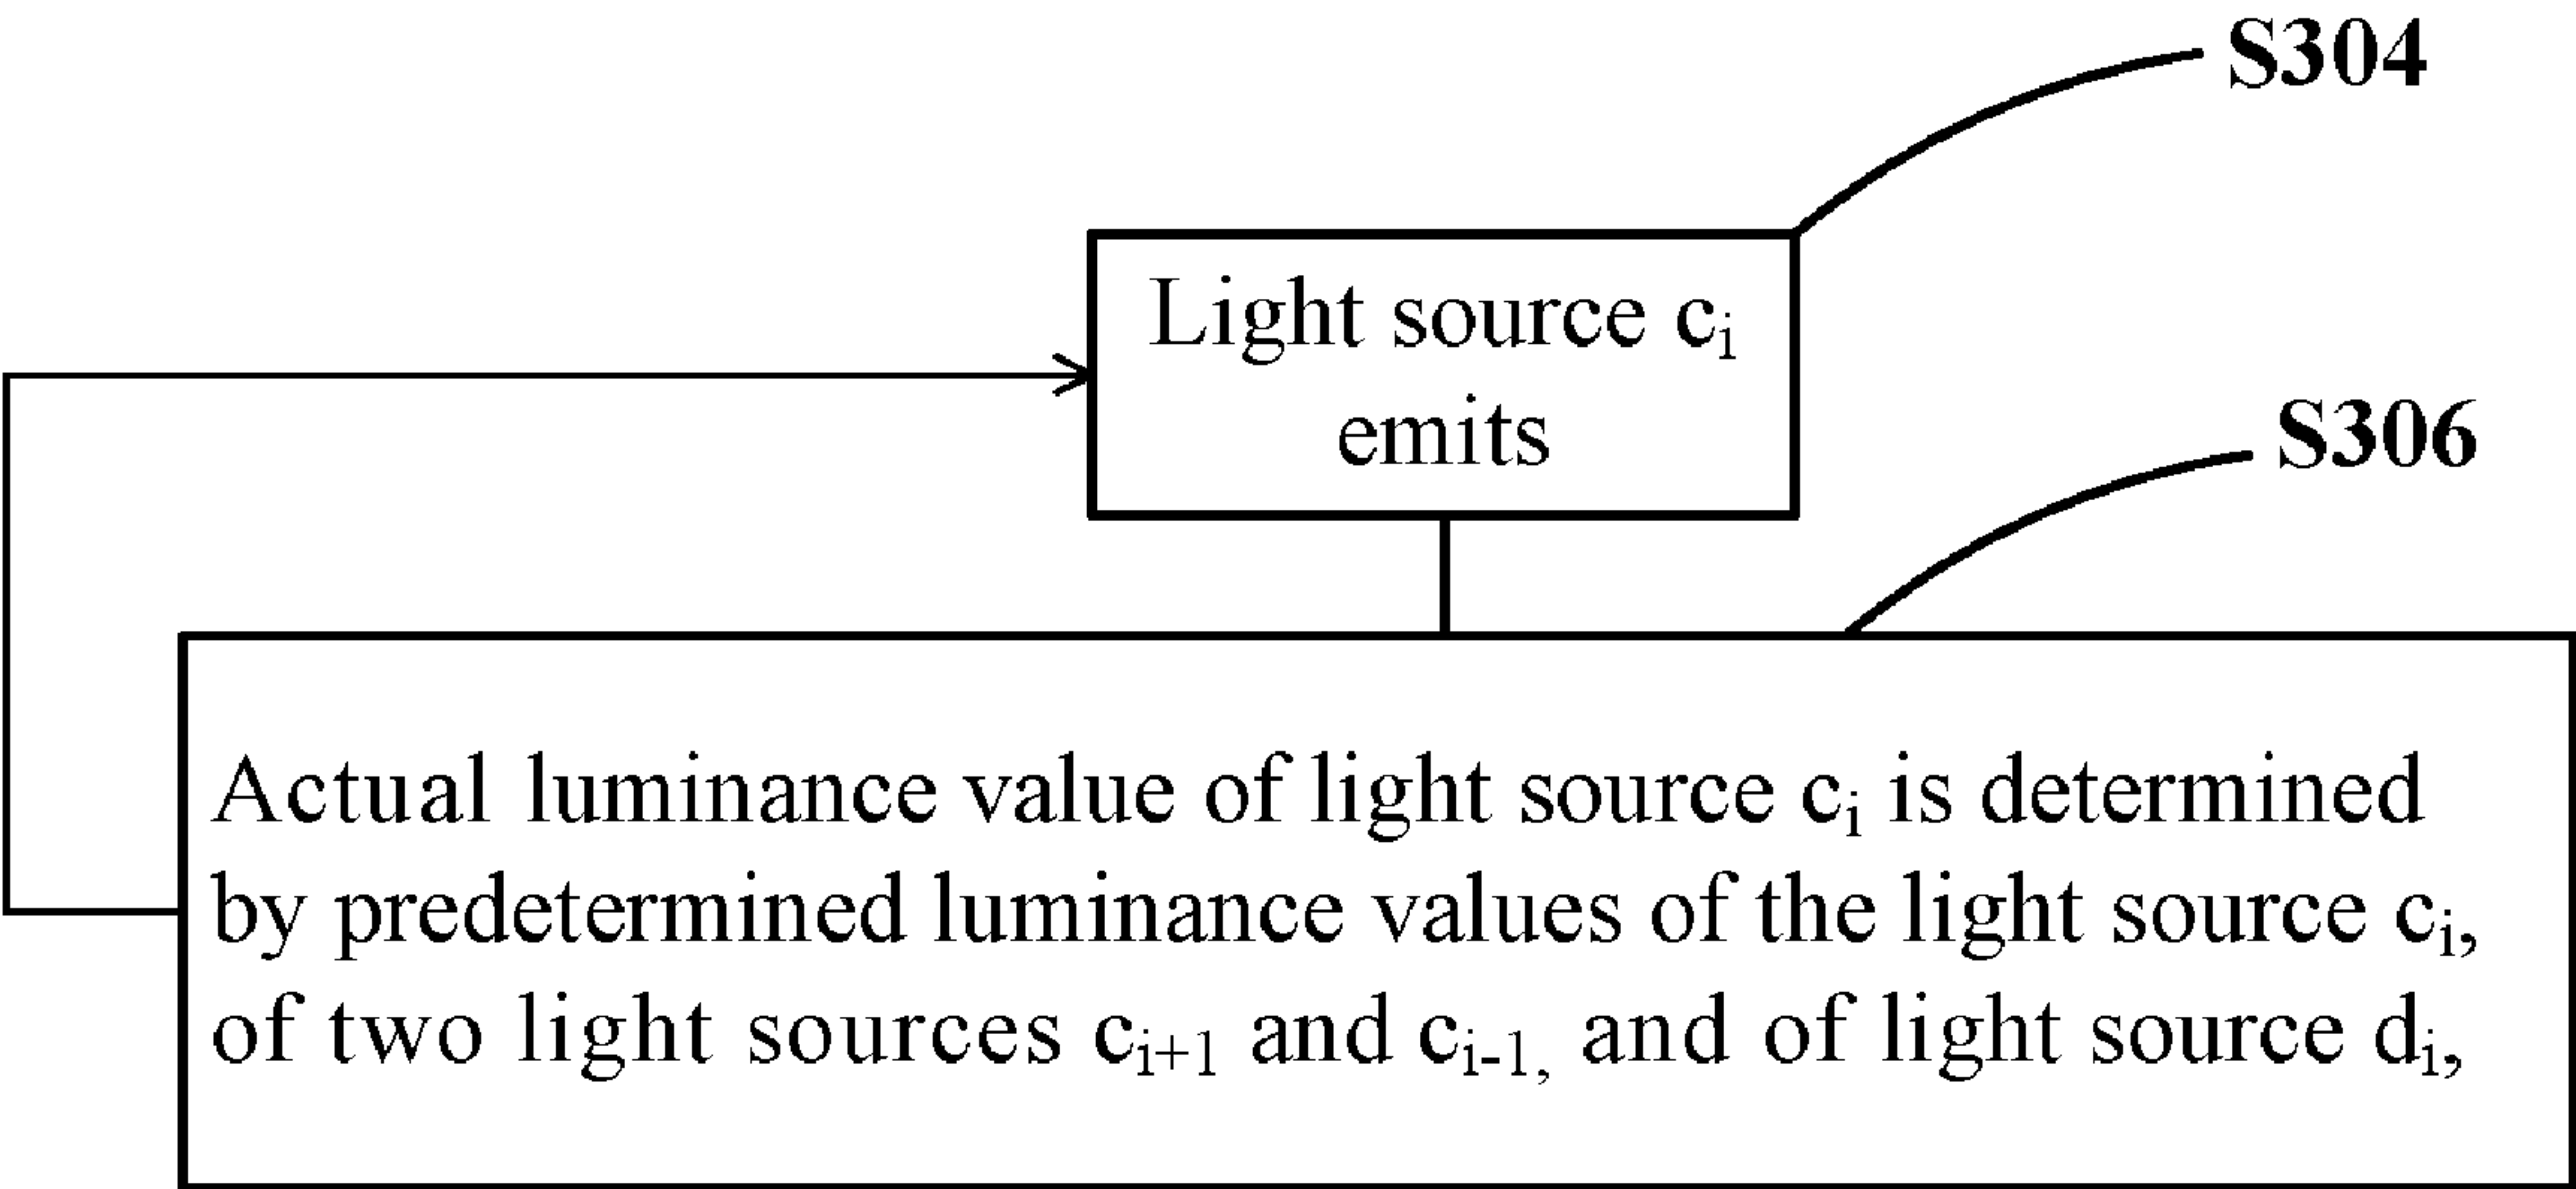 S304
Light source cᵢ
emits
S306
Actual luminance value of light source cᵢ is determined
by predetermined luminance values of the light source cᵢ,
of two light sources cᵢ₊₁ and cᵢ₋₁, and of light source dᵢ,